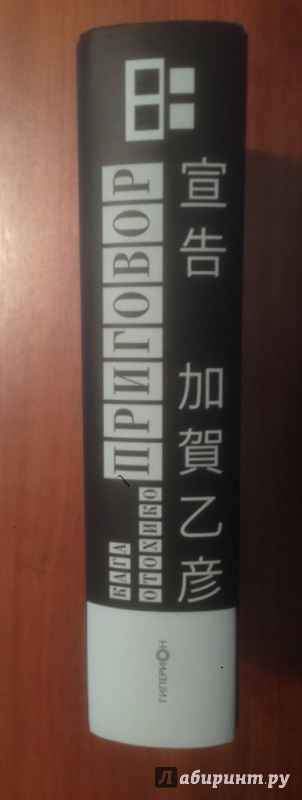 КАГА
ОТОХИКО
ПРИГОВОР
宣告 加賀乙彦
ГИПЕРИОН
Лабиринт.ру